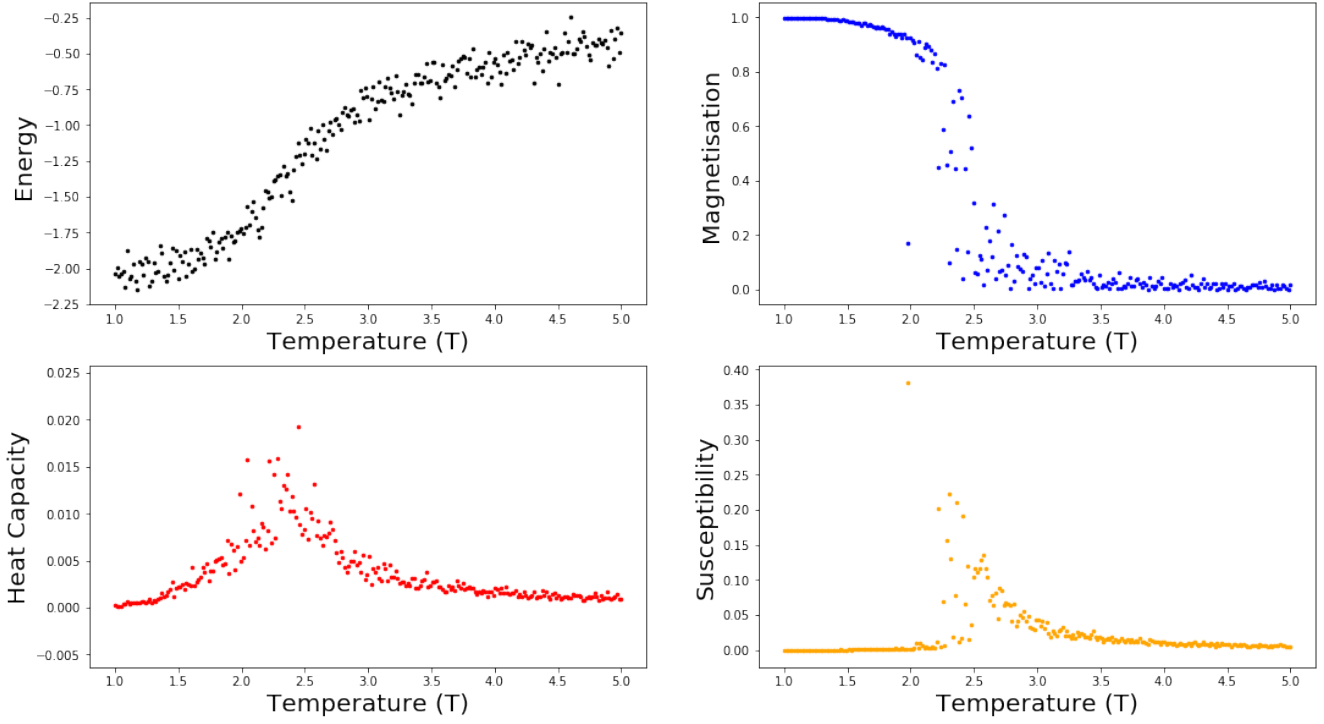 Energy
−0.25
−0.50
−0.75
−1.00
−1.25
−1.50
−1.75
−2.00
−2.25
1.0 1.5 2.0 2.5 3.0 3.5 4.0 4.5 5.0
Temperature (T)
Magnetisation
1.0
0.8
0.6
0.4
0.2
0.0
1.0 1.5 2.0 2.5 3.0 3.5 4.0 4.5 5.0
Temperature (T)
Heat Capacity
0.025
0.020
0.015
0.010
0.005
0.000
−0.005
1.0 1.5 2.0 2.5 3.0 3.5 4.0 4.5 5.0
Temperature (T)
Susceptibility
0.40
0.35
0.30
0.25
0.20
0.15
0.10
0.05
0.00
1.0 1.5 2.0 2.5 3.0 3.5 4.0 4.5 5.0
Temperature (T)